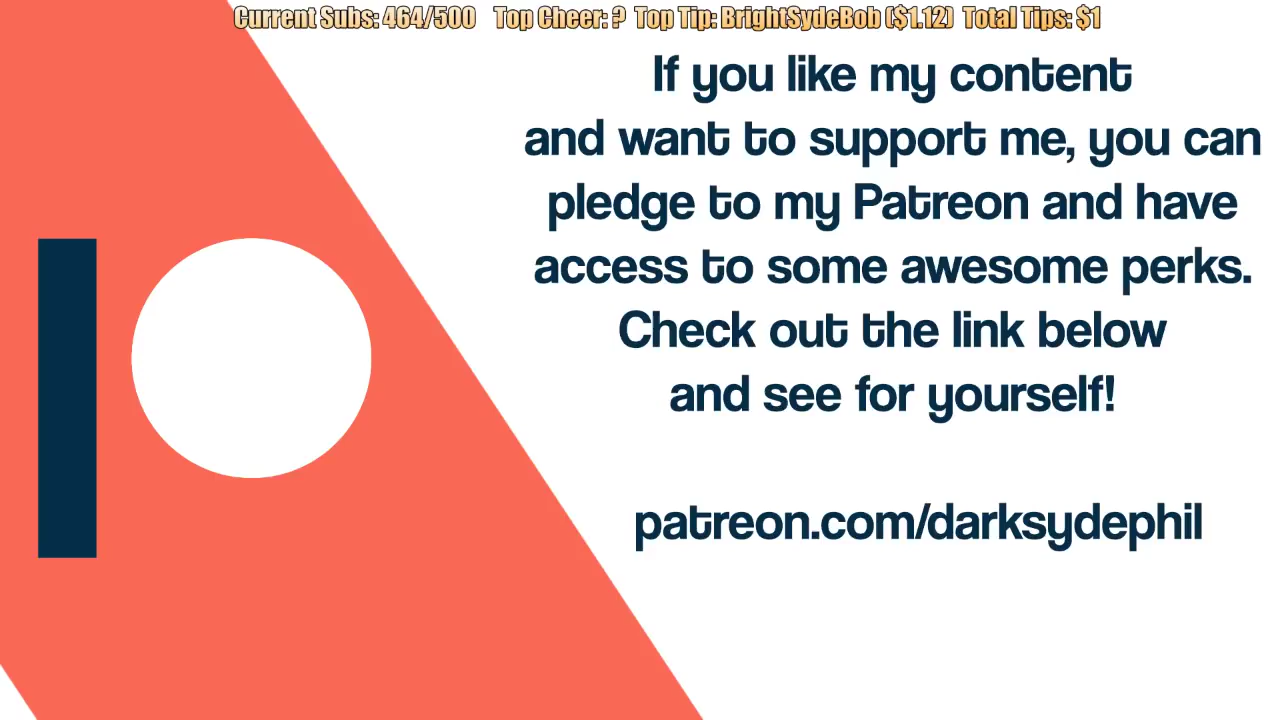 Current Subs: 464/500 Top Cheer: ? Top Tip: BrightSydeBob ($1.12) Total Tips: $1
If you like my content
and want to support me, you can
pledge to my Patreon and have
access to some awesome perks.
Check out the link below
and see for yourself!
patreon.com/darksydephil